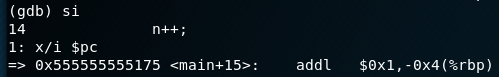 (gdb) si
14              n++;
1: x/i $pc
=> 0x555555555175 <main+15>:    addl   $0x1,-0x4(%rbp)